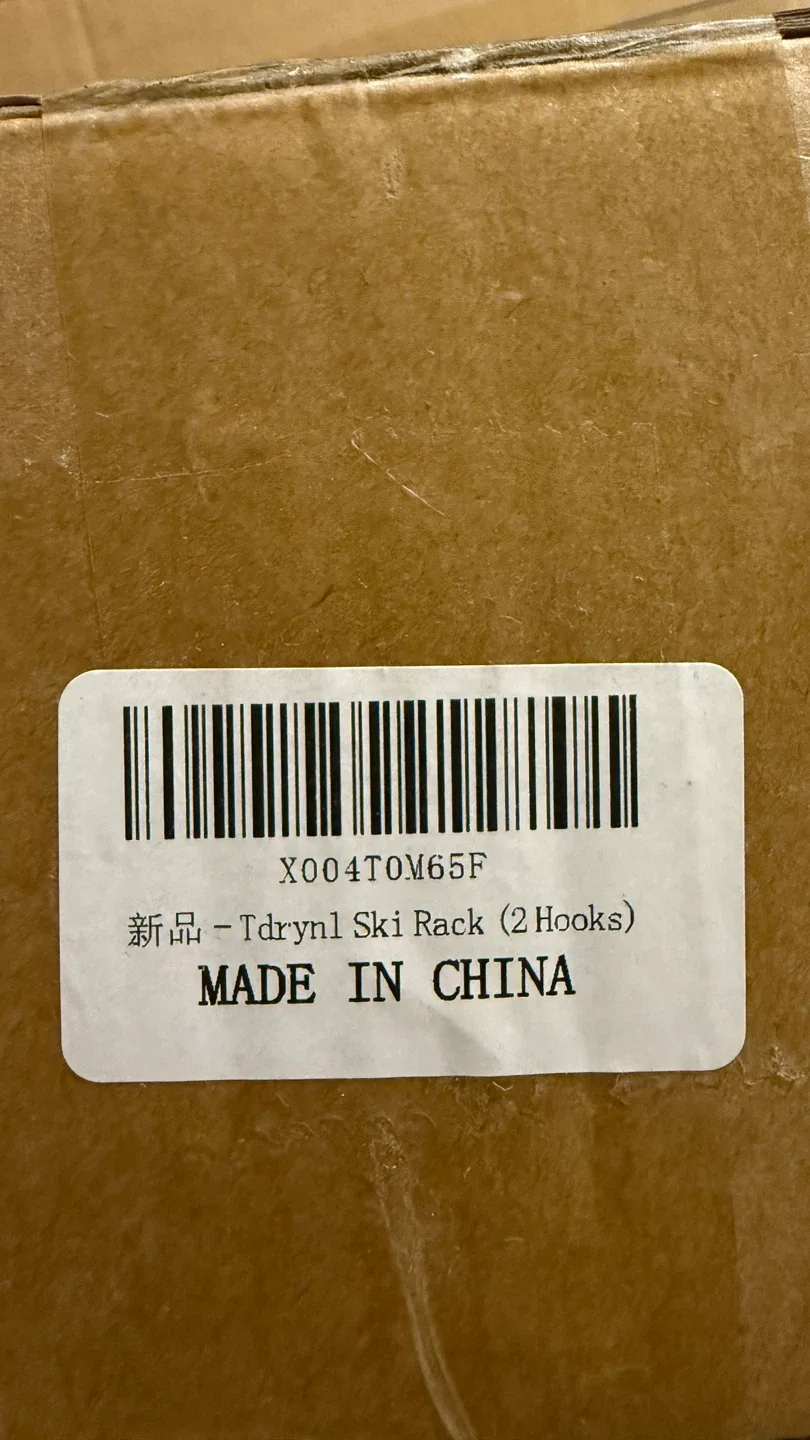 X004T0M65F
新品 - Tdrynl Ski Rack (2 Hooks)
MADE IN CHINA